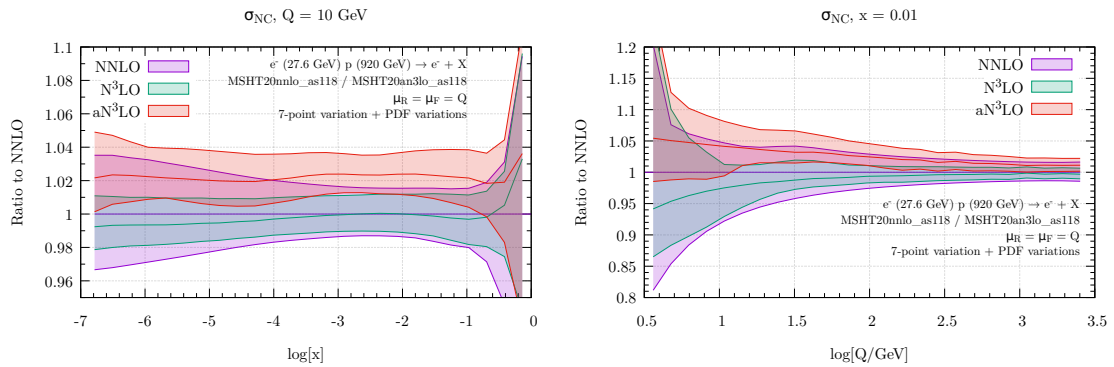 σNC, Q = 10 GeV
Ratio to NNLO
1.1
1.08
1.06
1.04
1.02
1
0.98
0.96
NNLO
N³LO
aN³LO
e⁻ (27.6 GeV) p (920 GeV) → e⁻ + X
MSHT20nnlo_as118 / MSHT20an3lo_as118
μR = μF = Q
7-point variation + PDF variations
-7 -6 -5 -4 -3 -2 -1 0
log[x]
σNC, x = 0.01
Ratio to NNLO
1.2
1.15
1.1
1.05
1
0.95
0.9
0.85
0.8
NNLO
N³LO
aN³LO
e⁻ (27.6 GeV) p (920 GeV) → e⁻ + X
MSHT20nnlo_as118 / MSHT20an3lo_as118
μR = μF = Q
7-point variation + PDF variations
0.5 1 1.5 2 2.5 3 3.5
log[Q/GeV]